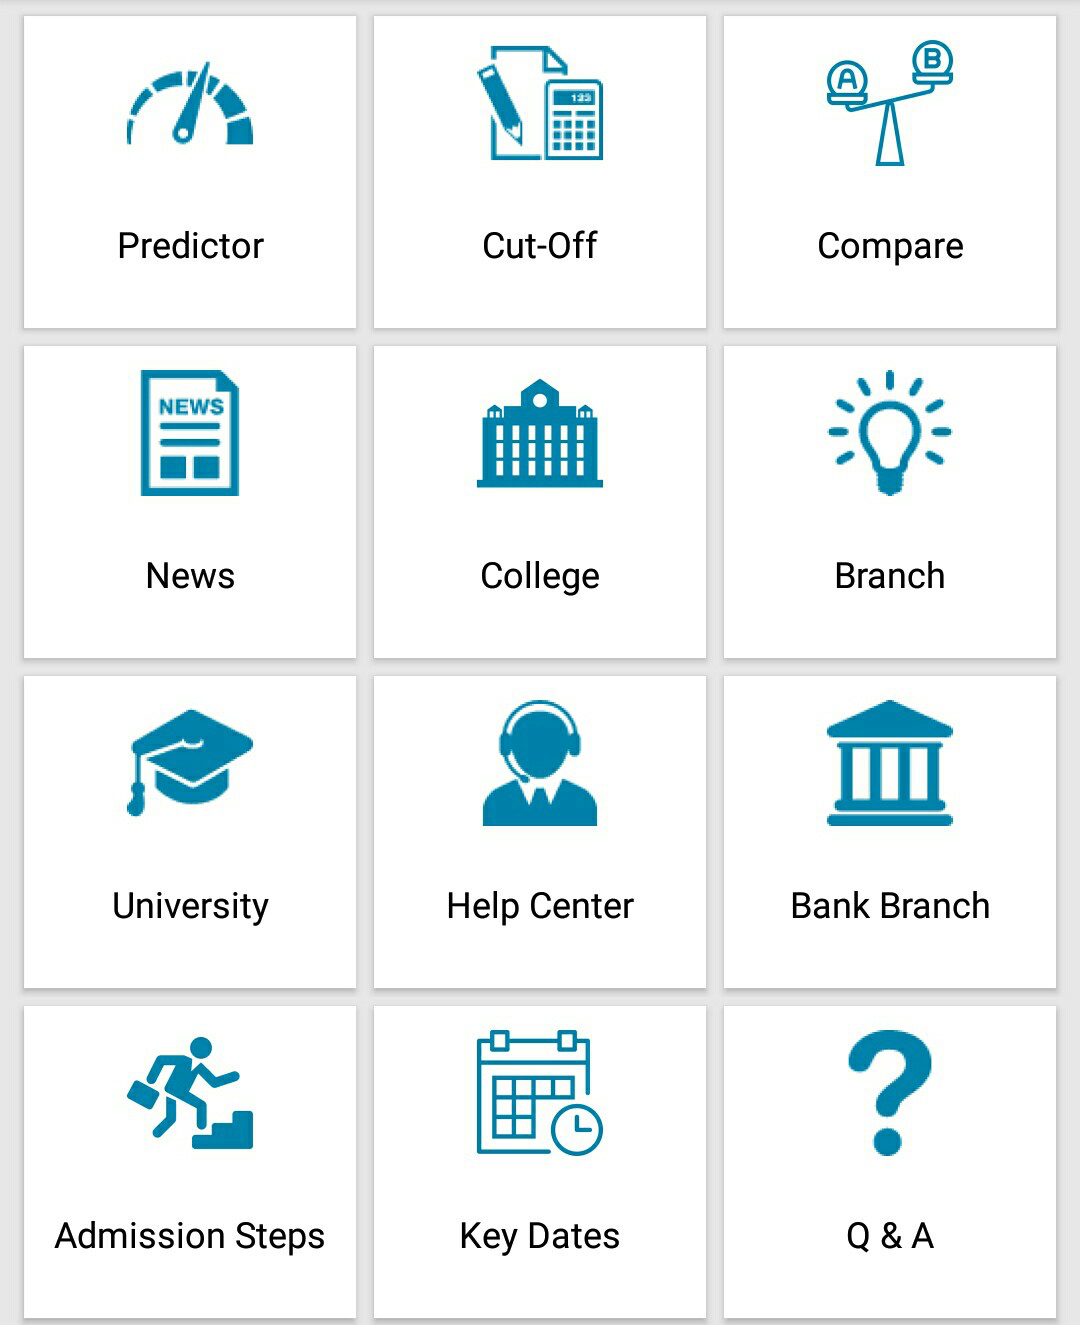 123
A
B
Predictor
Cut-Off
Compare
NEWS
News
College
Branch
University
Help Center
Bank Branch
Admission Steps
Key Dates
?
Q & A